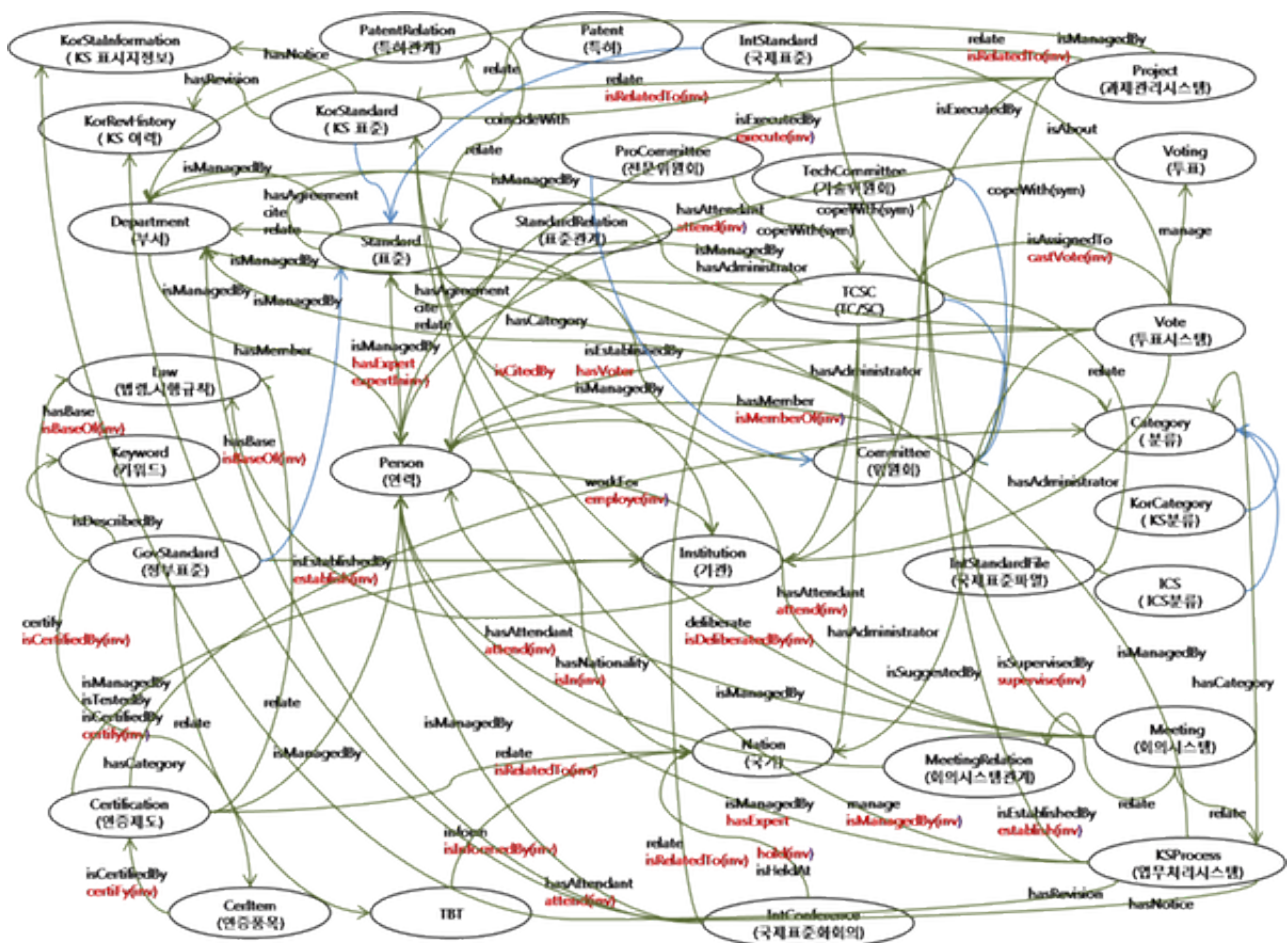 KorStaInformation
( KS 표시지정보)
PatentRelation
(특허관계)
Patent
(특허)
IntStandard
(국제표준)
relate
isRelatedTo(inv)
isManagedBy
Project
(과제관리시스템)
hasNotice
hasRevision
relate
relate
isRelatedTo(inv)
KorRevHistory
( KS 이력)
KorStandard
( KS 표준)
coincideWith
relate
isExecutedBy
execute(inv)
isExecutedBy
isAbout
ProCommittee
(전문위원회)
TechCommittee
(기술위원회)
Voting
(투표)
isManagedBy
isManagedBy
hasAgreement
cite
relate
Department
(부서)
Standard
(표준)
StandardRelation
(표준관계)
hasAttendant
attend(inv)
copeWith(sym)
copeWith(sym)
copeWith(sym)
manage
isManagedBy
isManagedBy
isManagedBy
hasAdministrator
isAssignedTo
castVote(inv)
isManagedBy
hasAgreement
cite
relate
TCSC
(TC/SC)
hasCategory
Vote
(투표시스템)
hasMember
isManagedBy
hasExpert
isEstablishedBy
isCitedBy
hasVoter
isManagedBy
hasAdministrator
relate
Law
(법령,시행규칙)
hasBase
isBaseOf(inv)
hasBase
isBaseOf(inv)
hasMember
isMemberOf(inv)
Category
( 분류)
Keyword
(키워드)
Person
(인력)
Committee
(위원회)
workFor
employe(inv)
hasAdministrator
KorCategory
( KS분류)
isDescribedBy
GovStandard
(정부표준)
isEstablishedBy
establish(inv)
Institution
(기관)
IntStandardFile
(국제표준파일)
ICS
( ICS분류)
certify
isCertifiedBy(inv)
hasAttendant
attend(inv)
hasAttendant
attend(inv)
deliberate
isDeliberatedBy(inv)
hasAdministrator
hasNationality
isIn(inv)
isSuggestedBy
isSupervisedBy
supervise(inv)
isManagedBy
hasCategory
isManagedBy
isTestedBy
isCertifiedBy
certify(inv)
relate
relate
isManagedBy
isManagedBy
isManagedBy
hasCategory
relate
isRelatedTo(inv)
Nation
(국가)
MeetingRelation
(회의시스템관계)
Meeting
(회의시스템)
Certification
(인증제도)
isManagedBy
hasExpert
manage
isManagedBy(inv)
isEstablishedBy
establish(inv)
relate
relate
inform
isInformedBy(inv)
relate
isRelatedTo(inv)
hold(inv)
isHeldAt
KSProcess
(업무처리시스템)
isCertifiedBy
certiFy(inv)
hasAttendant
attend(inv)
hasRevision
hasNotice
CerItem
(인증품목)
TBT
IntConference
(국제표준화회의)